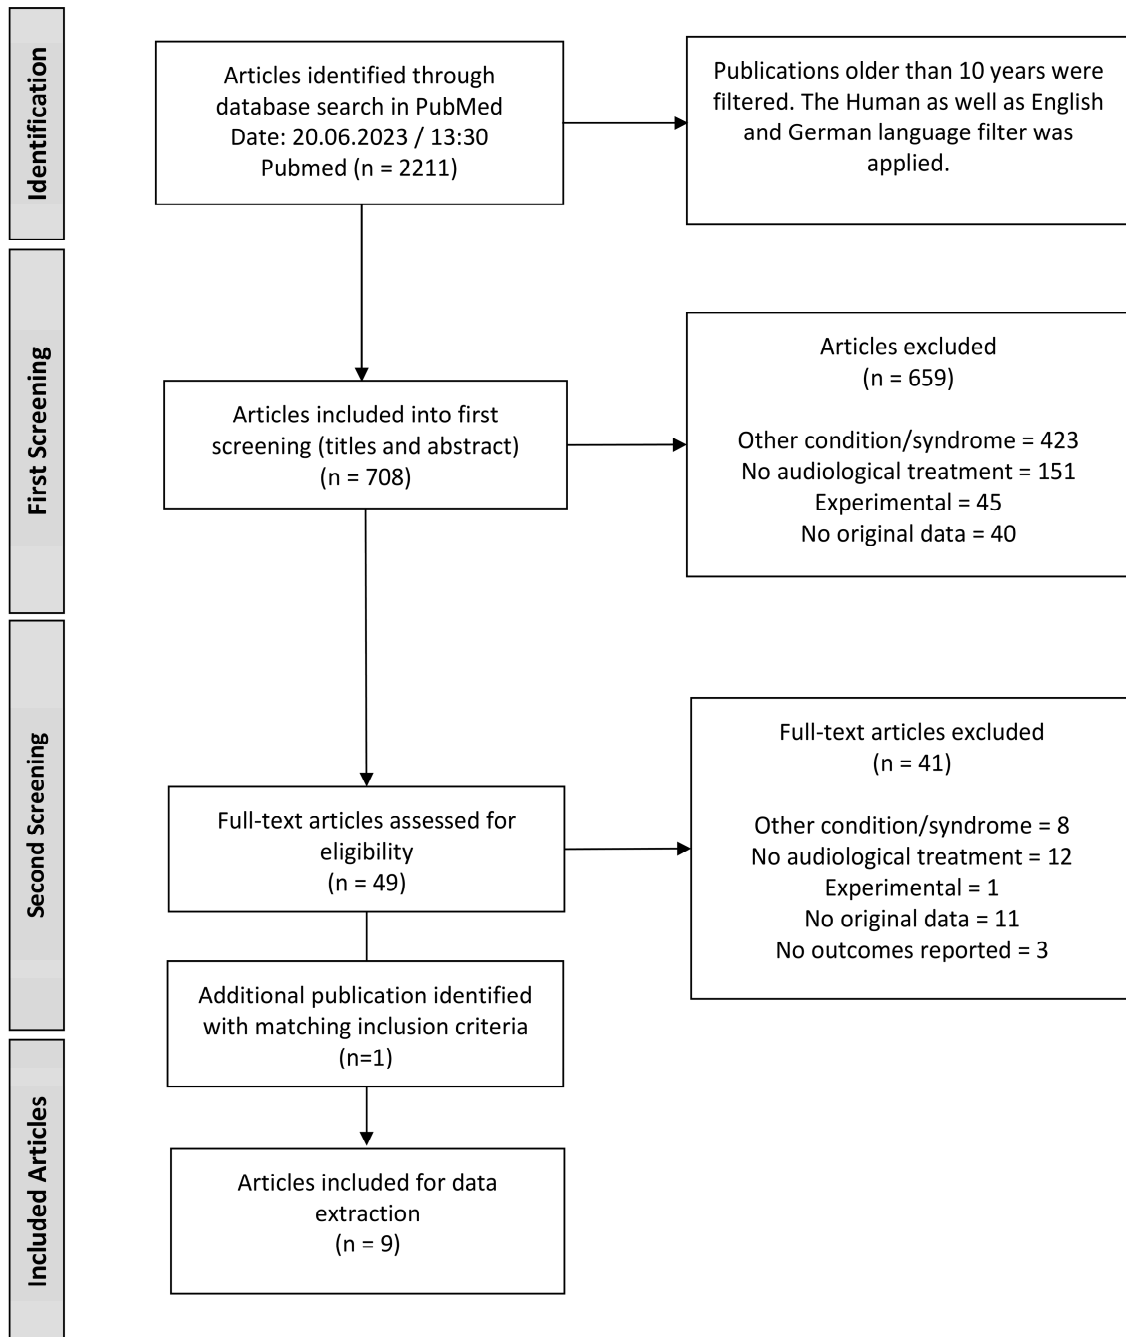 Identification
Articles identified through
database search in PubMed
Date: 20.06.2023 / 13:30
Pubmed (n = 2211)
Publications older than 10 years were
filtered. The Human as well as English
and German language filter was
applied.
First Screening
Articles included into first
screening (titles and abstract)
(n = 708)
Articles excluded
(n = 659)
Other condition/syndrome = 423
No audiological treatment = 151
Experimental = 45
No original data = 40
Second Screening
Full-text articles assessed for
eligibility
(n = 49)
Full-text articles excluded
(n = 41)
Other condition/syndrome = 8
No audiological treatment = 12
Experimental = 1
No original data = 11
No outcomes reported = 3
Additional publication identified
with matching inclusion criteria
(n=1)
Included Articles
Articles included for data
extraction
(n = 9)